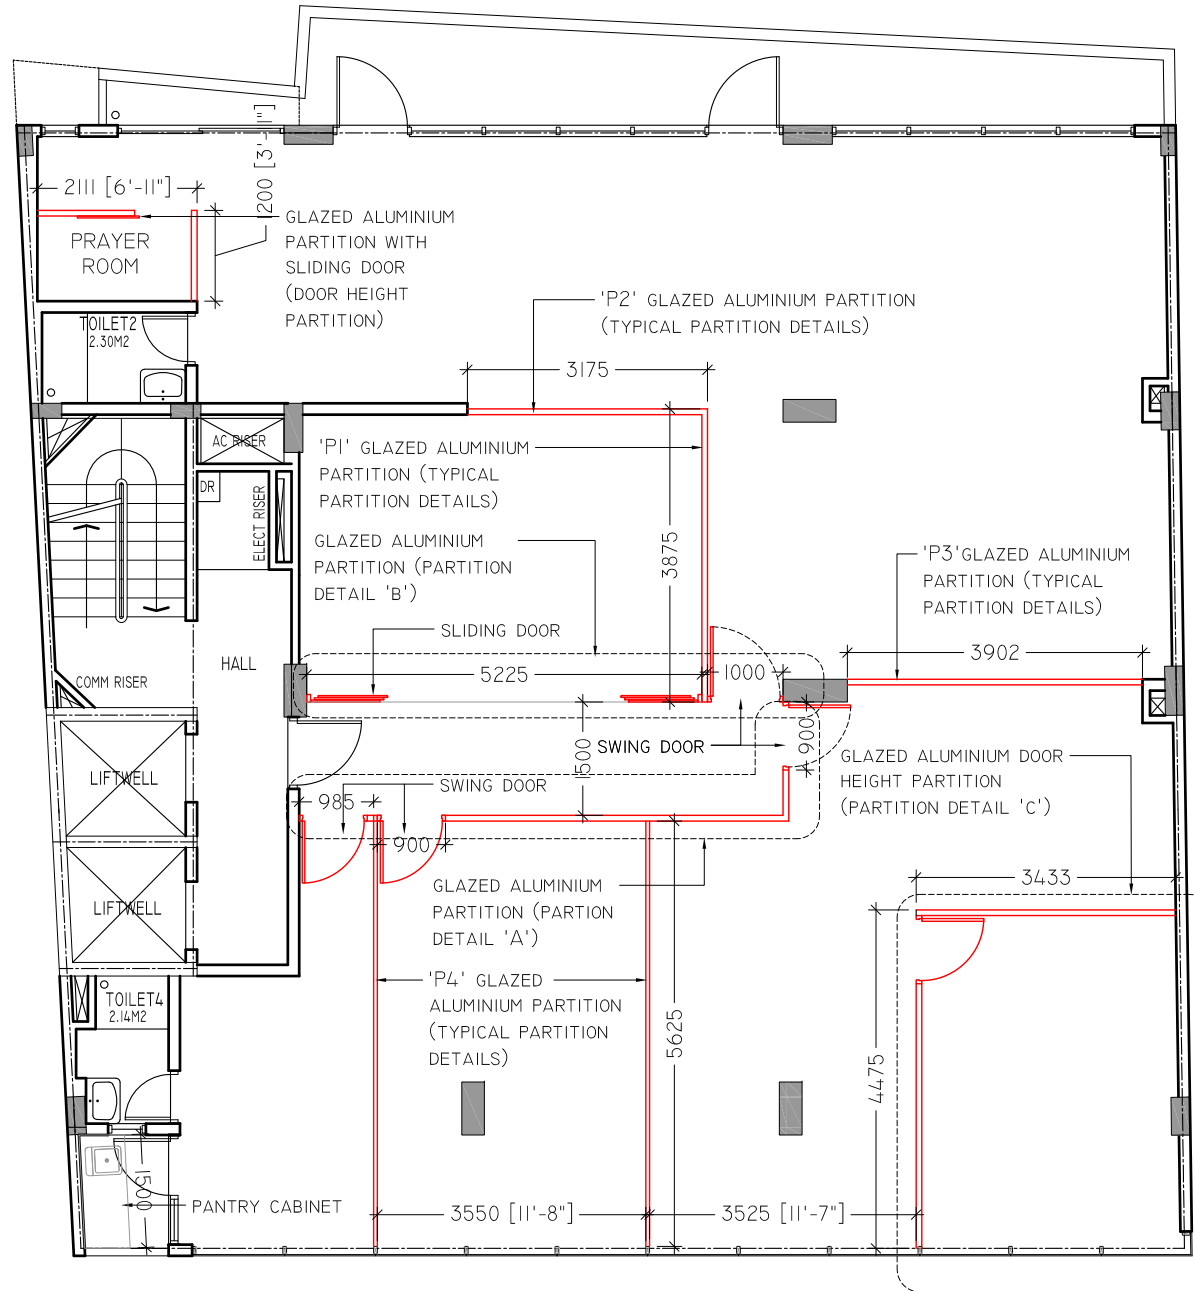 1200 [3'-11"]
2111 [6'-11"]
GLAZED ALUMINIUM
PARTITION WITH
SLIDING DOOR
(DOOR HEIGHT
PARTITION)
PRAYER
ROOM
'P2' GLAZED ALUMINIUM PARTITION
(TYPICAL PARTITION DETAILS)
TOILET2
2.30M2
3175
AC RISER
'P1' GLAZED ALUMINIUM
PARTITION (TYPICAL
PARTITION DETAILS)
DR
ELECT RISER
GLAZED ALUMINIUM
PARTITION (PARTITION
DETAIL 'B')
3875
'P3'GLAZED ALUMINIUM
PARTITION (TYPICAL
PARTITION DETAILS)
SLIDING DOOR
HALL
COMM RISER
5225
1000
3902
1500
SWING DOOR
900
GLAZED ALUMINIUM DOOR
HEIGHT PARTITION
(PARTITION DETAIL 'C')
LIFTWELL
SWING DOOR
985
900
3433
LIFTWELL
GLAZED ALUMINIUM
PARTITION (PARTION
DETAIL 'A')
'P4' GLAZED
ALUMINIUM PARTITION
(TYPICAL PARTITION
DETAILS)
TOILET4
2.14M2
5625
4475
1500
PANTRY CABINET
3550 [11'-8"]
3525 [11'-7"]